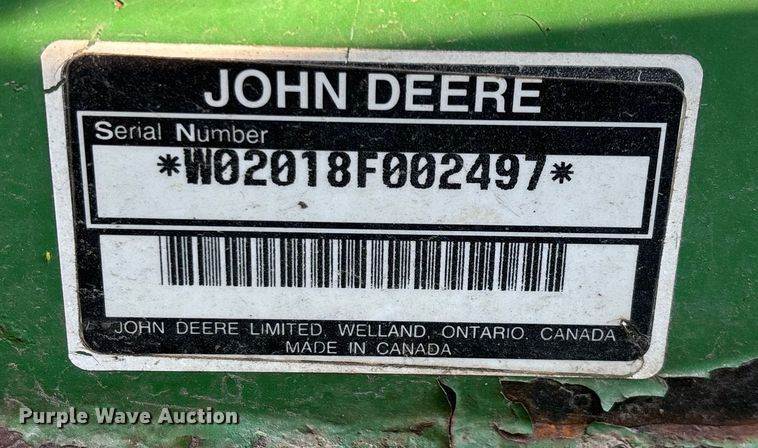 JOHN DEERE
Serial Number
*W02018F002497*
JOHN DEERE LIMITED, WELLAND, ONTARIO, CANADA
MADE IN CANADA
Purple Wave Auction